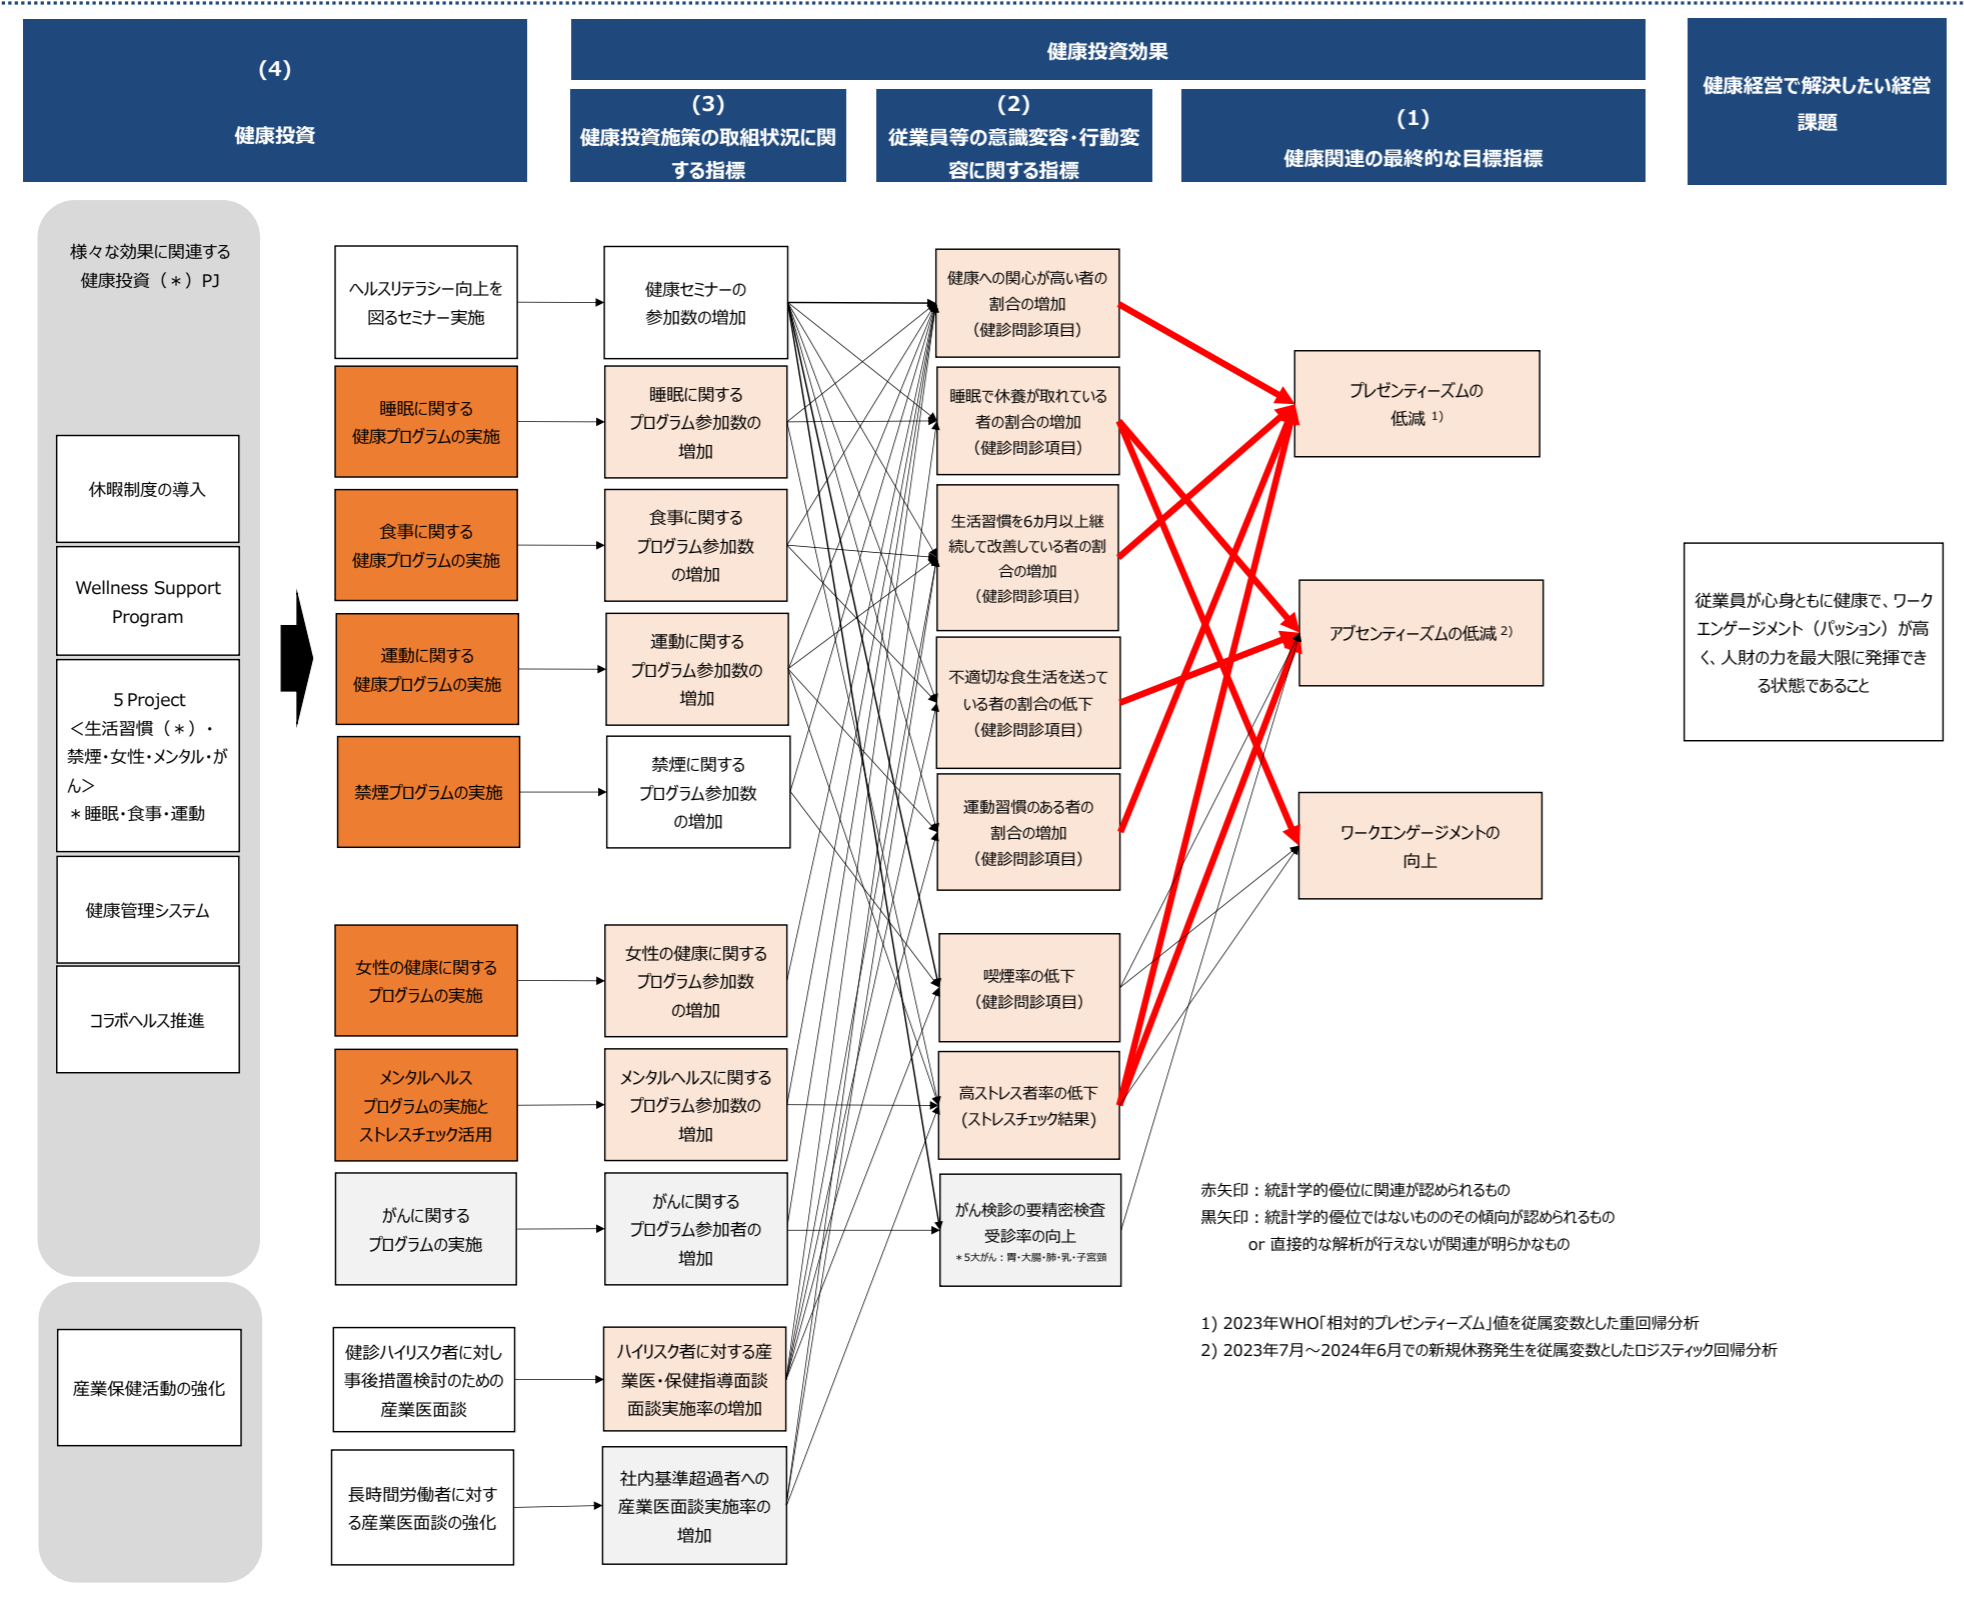 (4)
健康投資
健康投資効果
(3)
健康投資施策の取組状況に関
する指標
(2)
従業員等の意識変容・行動変
容に関する指標
(1)
健康関連の最終的な目標指標
健康経営で解決したい経営
課題
様々な効果に関連する
健康投資（＊）PJ
休暇制度の導入
Wellness Support
Program
5 Project
＜生活習慣（＊）・
禁煙・女性・メンタル・が
ん＞
＊睡眠・食事・運動
健康管理システム
コラボヘルス推進
産業保健活動の強化
ヘルスリテラシー向上を
図るセミナー実施
睡眠に関する
健康プログラムの実施
食事に関する
健康プログラムの実施
運動に関する
健康プログラムの実施
禁煙プログラムの実施
女性の健康に関する
プログラムの実施
メンタルヘルス
プログラムの実施と
ストレスチェック活用
がんに関する
プログラムの実施
健診ハイリスク者に対し
事後措置検討のための
産業医面談
長時間労働者に対す
る産業医面談の強化
健康セミナーの
参加数の増加
睡眠に関する
プログラム参加数の
増加
食事に関する
プログラム参加数
の増加
運動に関する
プログラム参加数の
増加
禁煙に関する
プログラム参加数
の増加
女性の健康に関する
プログラム参加数
の増加
メンタルヘルスに関する
プログラム参加数の
増加
がんに関する
プログラム参加者の
増加
ハイリスク者に対する産
業医・保健指導面談
面談実施率の増加
社内基準超過者への
産業医面談実施率の
増加
健康への関心が高い者の
割合の増加
（健診問診項目）
睡眠で休養が取れている
者の割合の増加
（健診問診項目）
生活習慣を6カ月以上継
続して改善している者の割
合の増加
（健診問診項目）
不適切な食生活を送って
いる者の割合の低下
（健診問診項目）
運動習慣のある者の
割合の増加
（健診問診項目）
喫煙率の低下
（健診問診項目）
高ストレス者率の低下
(ストレスチェック結果)
がん検診の要精密検査
受診率の向上
＊5大がん：胃・大腸・肺・乳・子宮頸
プレゼンティーズムの
低減 1)
アブセンティーズムの低減 2)
ワークエンゲージメントの
向上
従業員が心身ともに健康で、ワーク
エンゲージメント（パッション）が高
く、人財の力を最大限に発揮でき
る状態であること
赤矢印：統計学的優位に関連が認められるもの
黒矢印：統計学的優位ではないもののその傾向が認められるもの
or 直接的な解析が行えないが関連が明らかなもの
1) 2023年WHO「相対的プレゼンティーズム」値を従属変数とした重回帰分析
2) 2023年7月～2024年6月での新規休務発生を従属変数としたロジスティック回帰分析